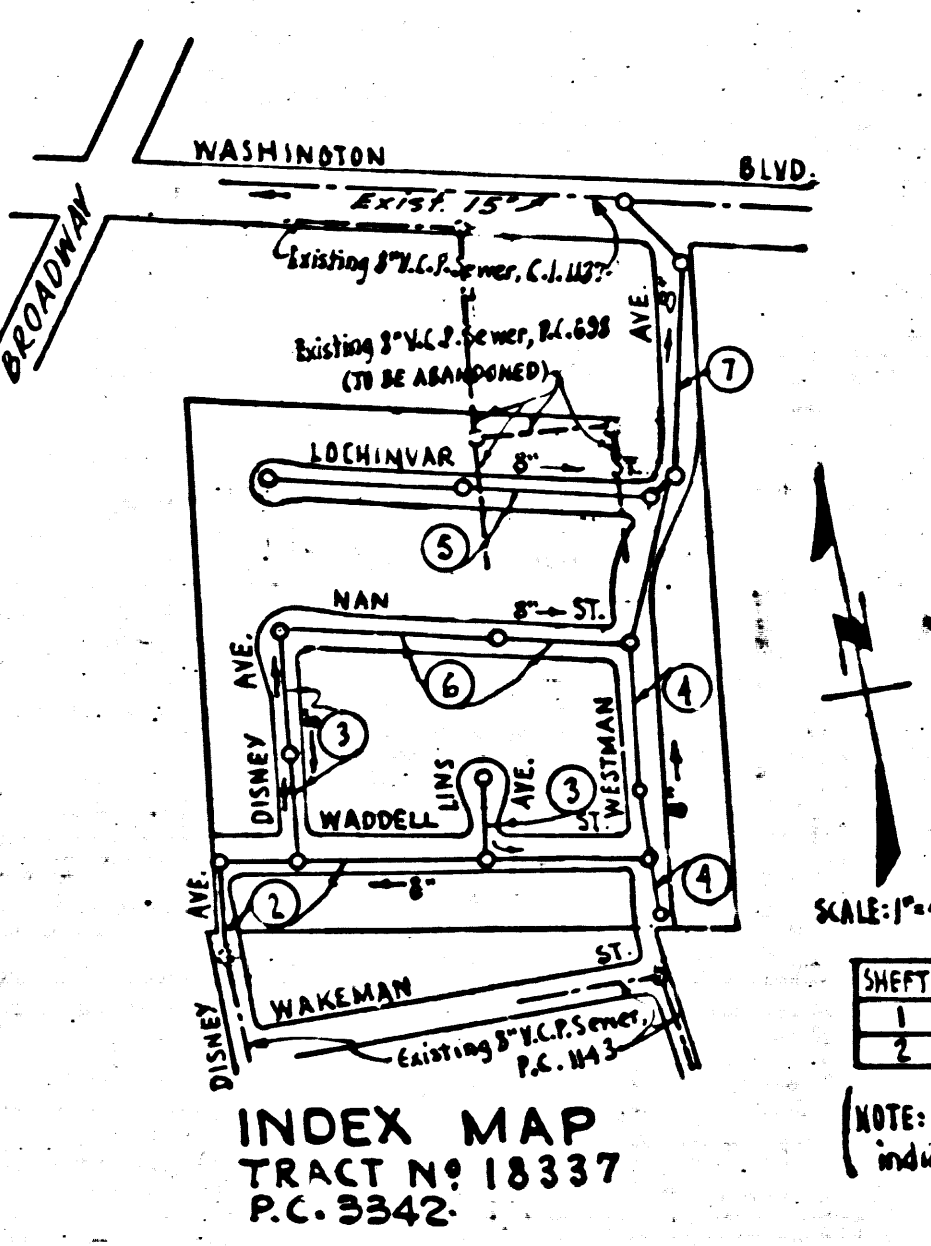 WASHINGTON BLVD.
Exist. 15"
BROADWAY
Existing 8" V.C.P. Sewer, C.I. 1137
AVE.
8"
Existing 8" V.C.P. Sewer, P.C. 698
(TO BE ABANDONED)
7
LOCHINVAR
8"
5
NAN
8" ST.
AVE.
6
4
3
DISNEY
WESTMAN
LINS
AVE.
3
WADDELL
ST.
8"
AVE.
2
8"
4
SCALE: 1"=
ST.
WAKEMAN
DISNEY
SHEET
1
2
Existing 8" V.C.P. Sewer,
P.C. 1143
INDEX MAP
TRACT Nº 18337
P.C. 3342.
NOTE: